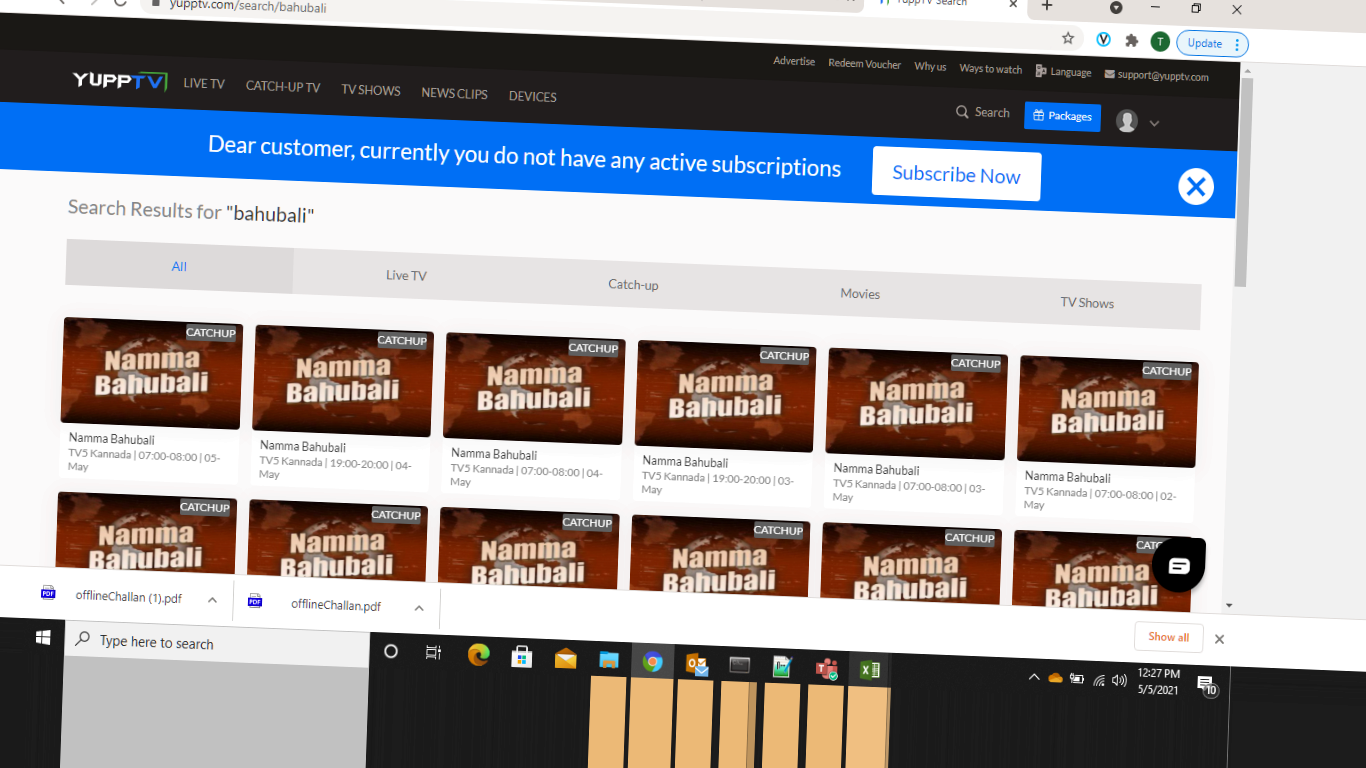 yupptv.com/search/bahubali
YuppTV Search
T
Update
Advertise
Redeem Voucher
Why us
Ways to watch
Language
support@yupptv.com
YUPPTV
LIVE TV
CATCH-UP TV
TV SHOWS
NEWS CLIPS
DEVICES
Search
Packages
Dear customer, currently you do not have any active subscriptions
Subscribe Now
Search Results for "bahubali"
All
Live TV
Catch-up
Movies
TV Shows
CATCHUP
Namma
Bahubali
Namma Bahubali
TV5 Kannada | 07:00-08:00 | 05-
May
CATCHUP
Namma
Bahubali
Namma Bahubali
TV5 Kannada | 19:00-20:00 | 04-
May
CATCHUP
Namma
Bahubali
Namma Bahubali
TV5 Kannada | 07:00-08:00 | 04-
May
CATCHUP
Namma
Bahubali
Namma Bahubali
TV5 Kannada | 19:00-20:00 | 03-
May
CATCHUP
Namma
Bahubali
Namma Bahubali
TV5 Kannada | 07:00-08:00 | 03-
May
CATCHUP
Namma
Bahubali
Namma Bahubali
TV5 Kannada | 07:00-08:00 | 02-
May
CATCHUP
Namma
Bahubali
CATCHUP
Namma
Bahubali
CATCHUP
Namma
Bahubali
CATCHUP
Namma
Bahubali
CATCHUP
Namma
Bahubali
Namma
Bahubali
PDF
offlineChallan (1).pdf
PDF
offlineChallan.pdf
Show all
Type here to search
12:27 PM
5/5/2021
10